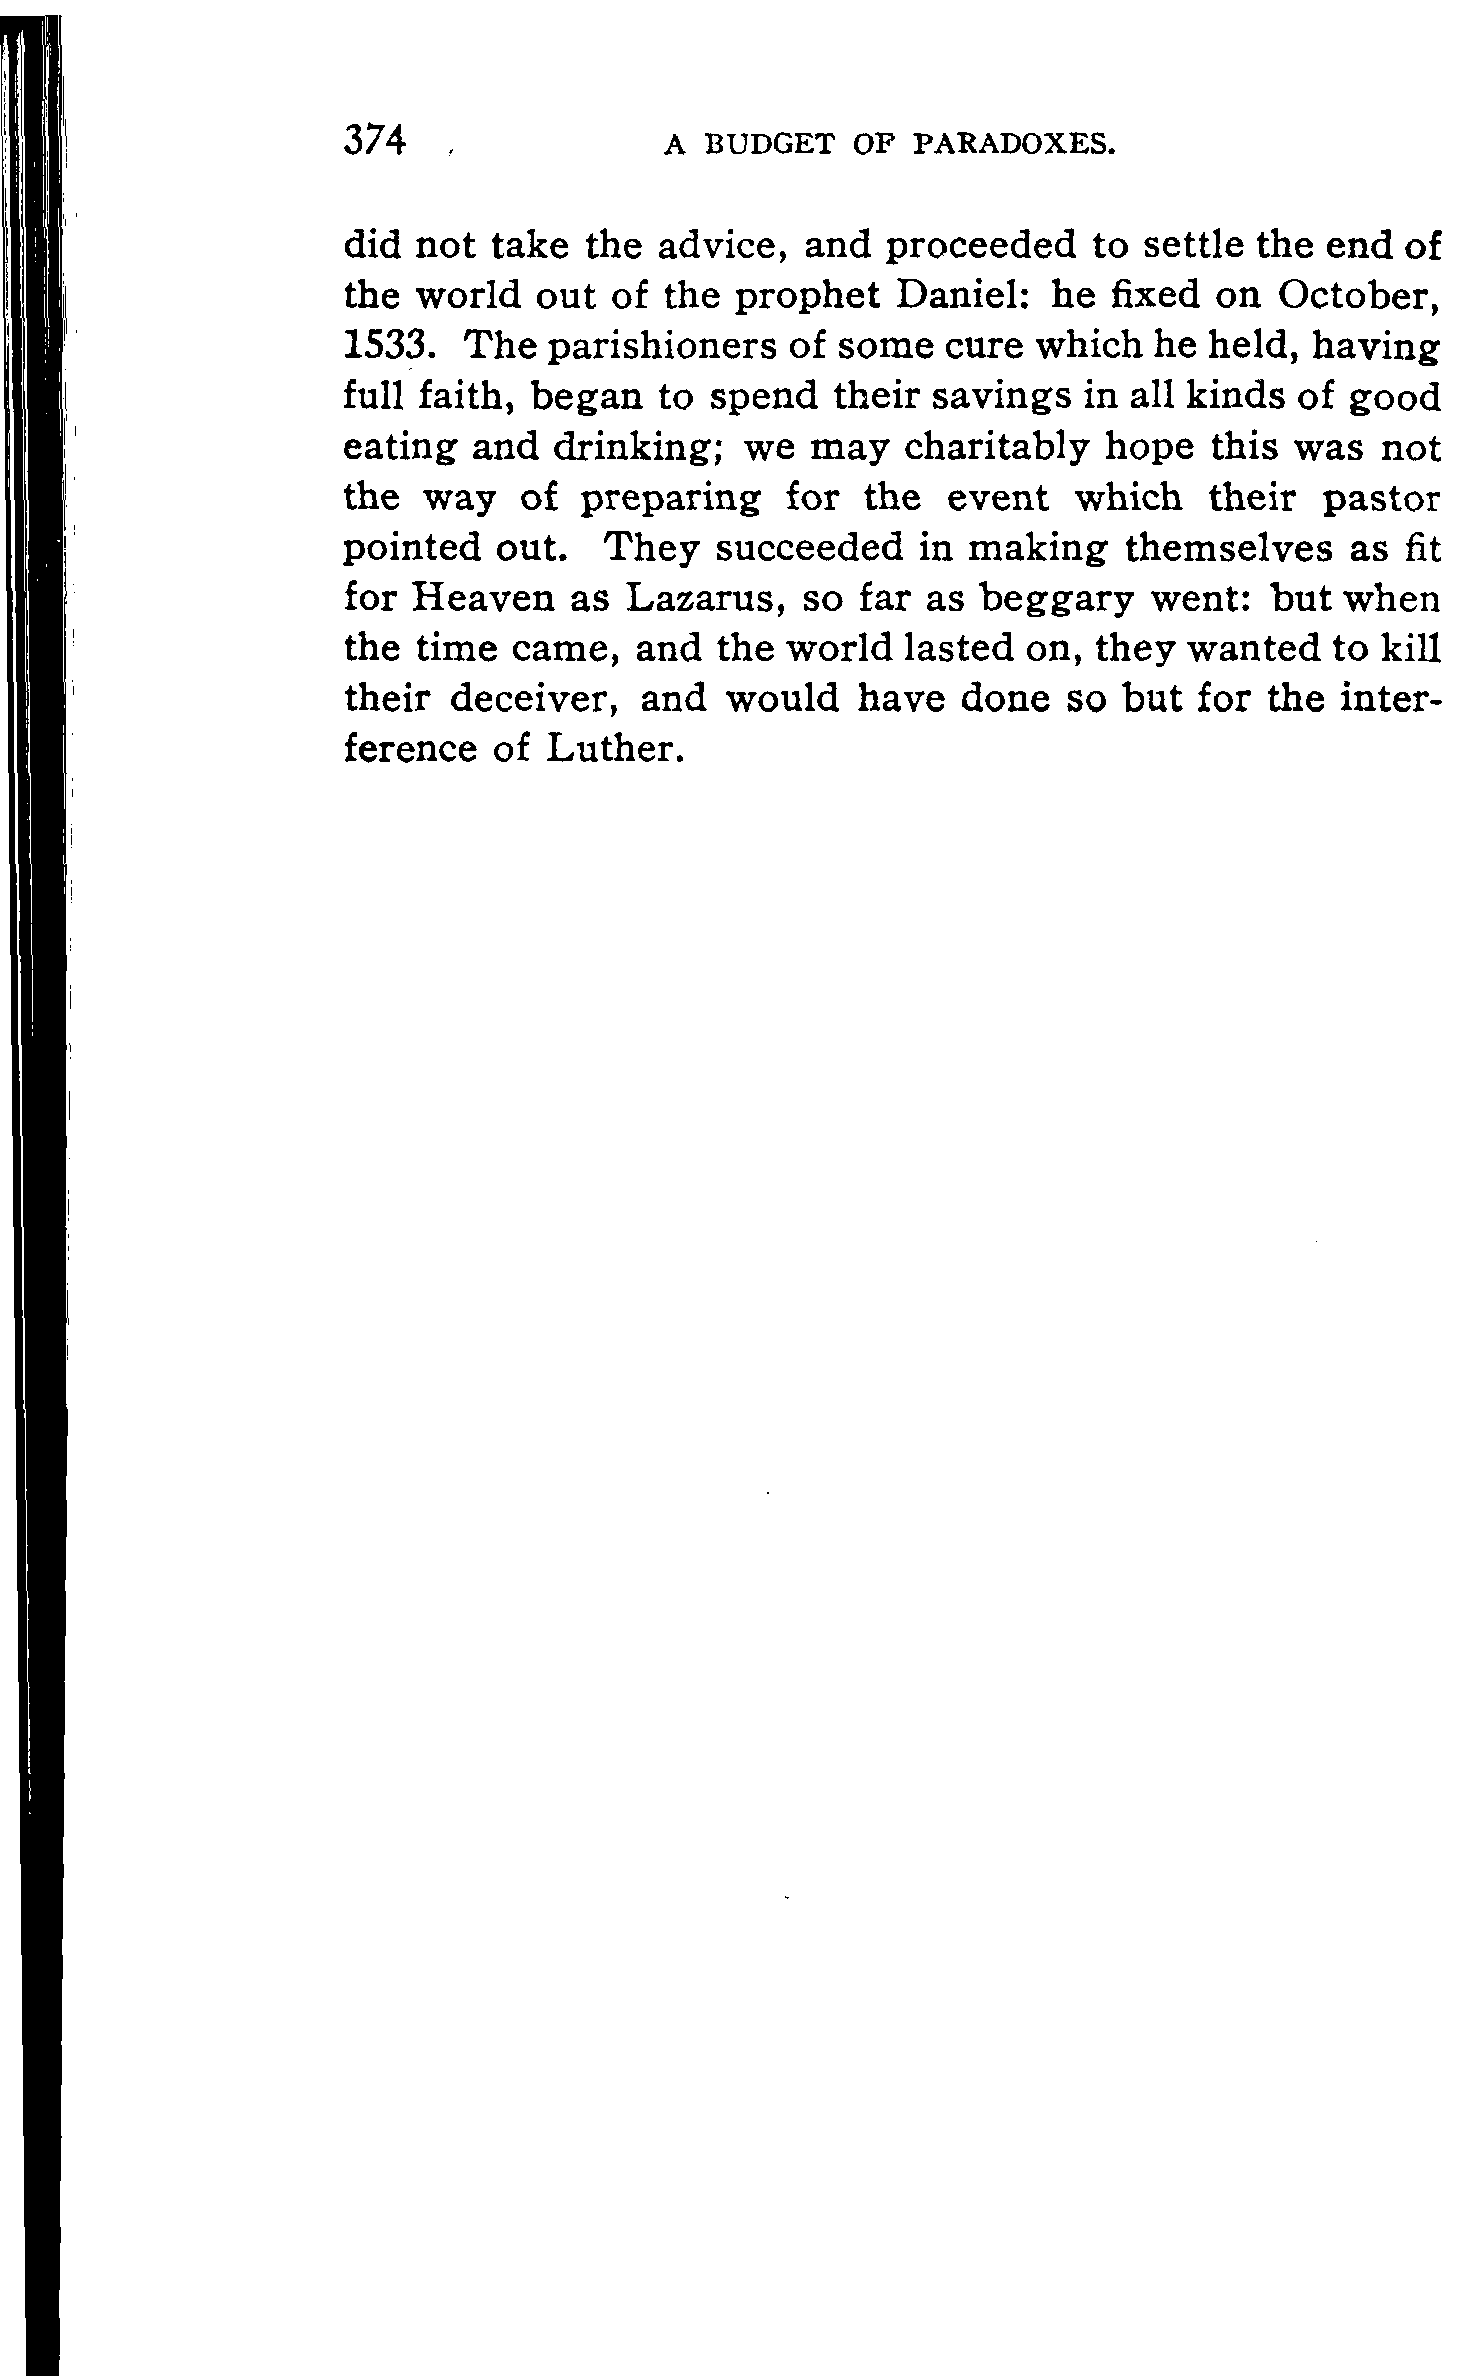 374 A BUDGET OF PARADOXES.
did not take the advice, and proceeded to settle the end of
the world out of the prophet Daniel: he fixed on October,
1533. The parishioners of some cure which he held, having
full faith, began to spend their savings in all kinds of good
eating and drinking; we may charitably hope this was not
the way of preparing for the event which their pastor
pointed out. They succeeded in making themselves as fit
for Heaven as Lazarus, so far as beggary went: but when
the time came, and the world lasted on, they wanted to kill
their deceiver, and would have done so but for the inter-
ference of Luther.